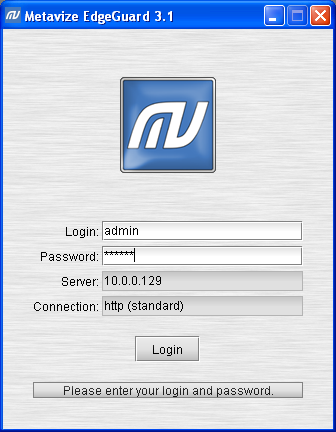 Metavize EdgeGuard 3.1
Login: admin
Password: ******
Server: 10.0.0.129
Connection: http (standard)
Login
Please enter your login and password.